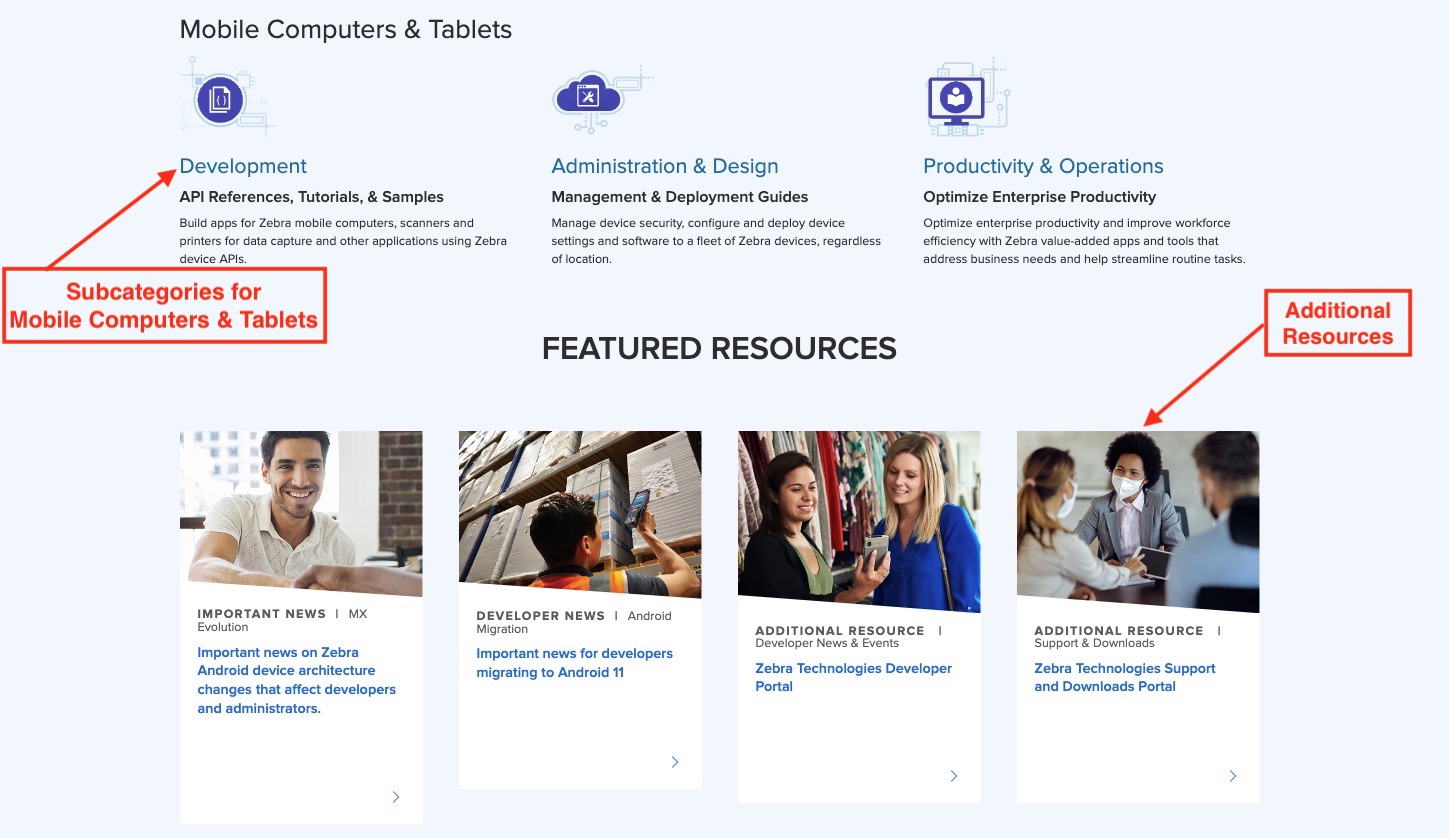 Mobile Computers & Tablets
Development
API References, Tutorials, & Samples
Build apps for Zebra mobile computers, scanners and
printers for data capture and other applications using Zebra
device APIs.
Administration & Design
Management & Deployment Guides
Manage device security, configure and deploy device
settings and software to a fleet of Zebra devices, regardless
of location.
Productivity & Operations
Optimize Enterprise Productivity
Optimize enterprise productivity and improve workforce
efficiency with Zebra value-added apps and tools that
address business needs and help streamline routine tasks.
Subcategories for
Mobile Computers & Tablets
Additional
Resources
FEATURED RESOURCES
IMPORTANT NEWS | MX
Evolution
Important news on Zebra
Android device architecture
changes that affect developers
and administrators.
DEVELOPER NEWS | Android
Migration
Important news for developers
migrating to Android 11
ADDITIONAL RESOURCE |
Developer News & Events
Zebra Technologies Developer
Portal
ADDITIONAL RESOURCE |
Support & Downloads
Zebra Technologies Support
and Downloads Portal